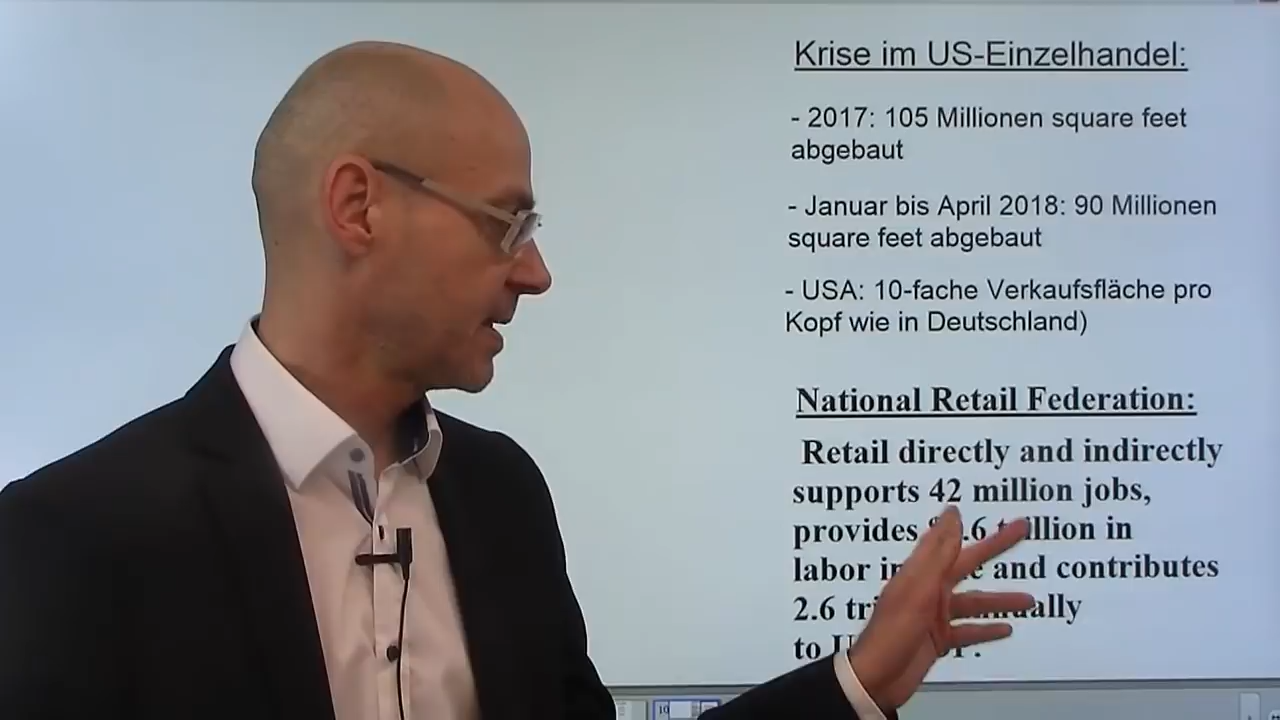 Krise im US-Einzelhandel:
- 2017: 105 Millionen square feet
abgebaut
- Januar bis April 2018: 90 Millionen
square feet abgebaut
- USA: 10-fache Verkaufsfläche pro
Kopf wie in Deutschland)
National Retail Federation:
Retail directly and indirectly
supports 42 million jobs,
provides in
labor and contributes
2.6
to
10